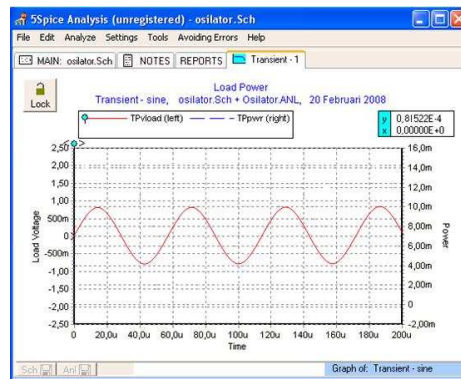 5Spice Analysis (unregistered) - osilator.Sch
File Edit Analyze Settings Tools Avoiding Errors Help
MAIN: osilator.Sch NOTES REPORTS Transient - 1
Lock
Load Power
Transient - sine, osilator.Sch + Osilator.ANL, 20 Februari 2008
TPvload (left) TPpwr (right)
y 0,81522E-4
x 0,00000E+0
< >
2,50 16,0m
2,00 14,0m
1,50 12,0m
1,00 10,0m
500m
0 8,00m
-500m 6,00m
-1,00 4,00m
-1,50 2,00m
-2,00 0
-2,50 -2,00m
Load Voltage
Power
0 20,0u 40,0u 60,0u 80,0u 100u 120u 140u 160u 180u 200u
Time
Sch Anl Graph of: Transient - sine